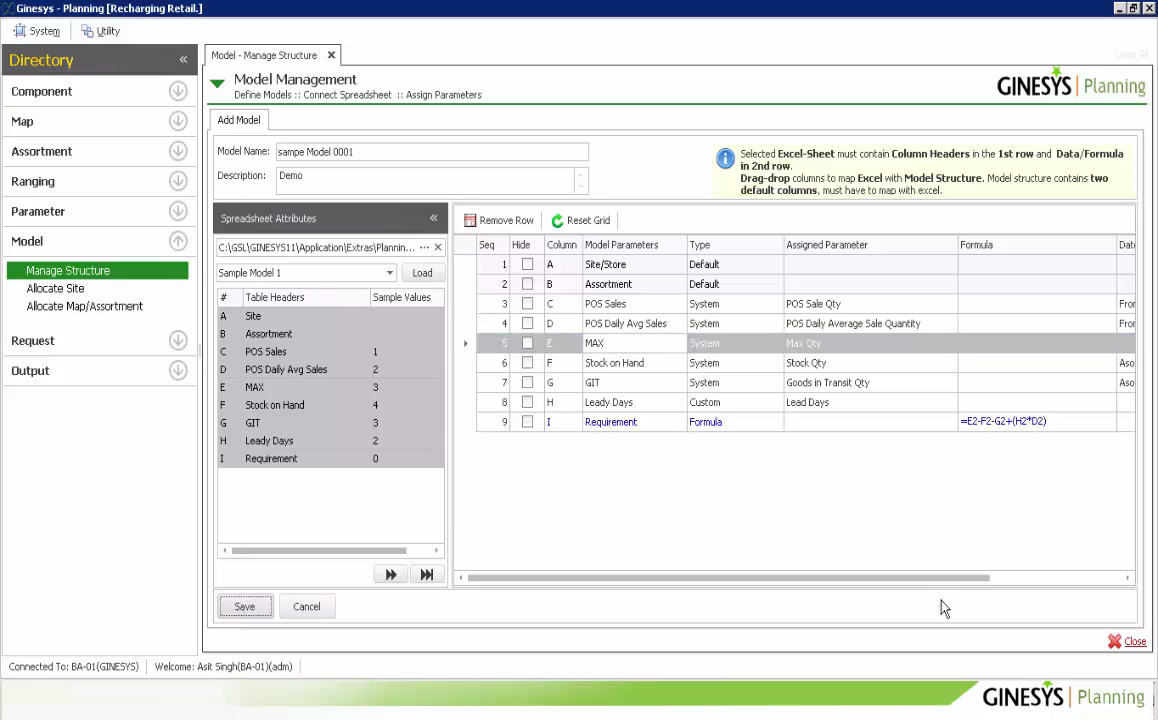 Ginesys - Planning [Recharging Retail.]
System Utility
Directory «
Component
Map
Assortment
Ranging
Parameter
Model
Manage Structure
Allocate Site
Allocate Map/Assortment
Request
Output
Model - Manage Structure
Close All
Model Management
Define Models :: Connect Spreadsheet :: Assign Parameters
GINESYS | Planning
Add Model
Model Name: sampe Model 0001
Description: Demo
Selected Excel-Sheet must contain Column Headers in the 1st row and Data/Formula
in 2nd row.
Drag-drop columns to map Excel with Model Structure. Model structure contains two
default columns, must have to map with excel.
Spreadsheet Attributes «
C:\GSL\GINESYS11\Application\Extras\Plannin... ···
Sample Model 1 Load
# Table Headers Sample Values
A Site
B Assortment
C POS Sales 1
D POS Daily Avg Sales 2
E MAX 3
F Stock on Hand 4
G GIT 3
H Leady Days 2
I Requirement 0
Remove Row Reset Grid
Seq Hide Column Model Parameters Type Assigned Parameter Formula Date
1 A Site/Store Default
2 B Assortment Default
3 C POS Sales System POS Sale Qty Fror
4 D POS Daily Avg Sales System POS Daily Average Sale Quantity Fror
5 E MAX System Max Qty
6 F Stock on Hand System Stock Qty Aso
7 G GIT System Goods in Transit Qty Aso
8 H Leady Days Custom Lead Days
9 I Requirement Formula =E2-F2-G2+(H2*D2)
Save Cancel
Close
Connected To: BA-01(GINESYS) Welcome: Asit Singh(BA-01)(adm)
GINESYS | Planning